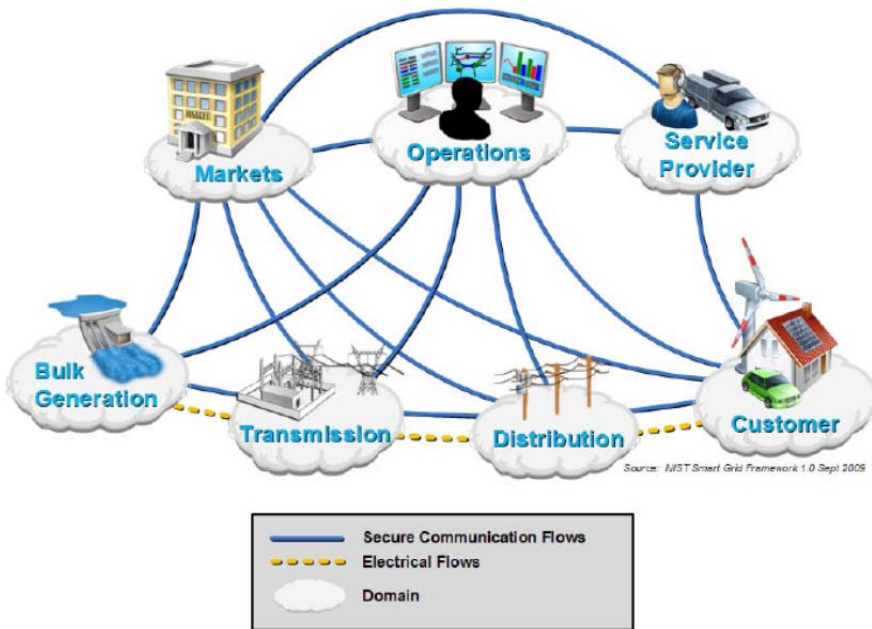 MARKET
Markets
Operations
Service
Provider
Bulk
Generation
Transmission
Distribution
Customer
Source: NIST Smart Grid Framework 1.0 Sept 2009
Secure Communication Flows
Electrical Flows
Domain